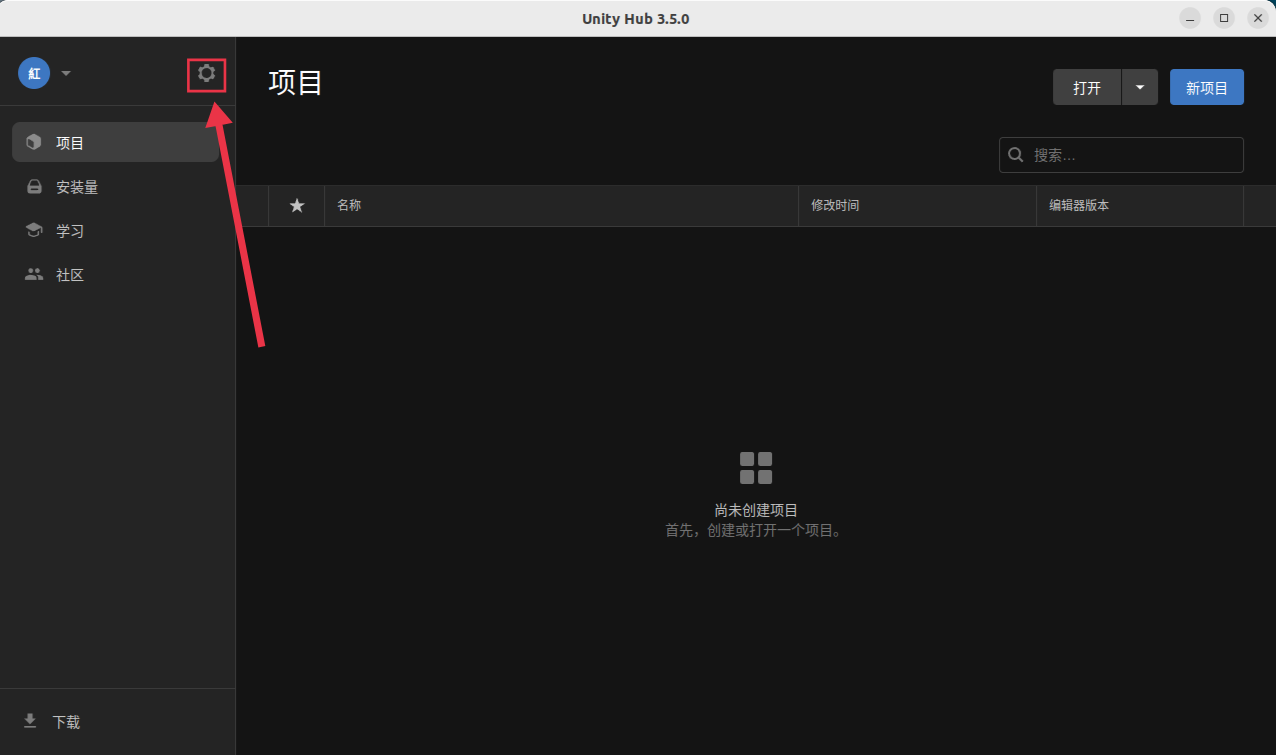 Unity Hub 3.5.0
紅
项目
安装量
学习
社区
下载
项目
打开
新项目
搜索...
名称
修改时间
编辑器版本
尚未创建项目
首先，创建或打开一个项目。